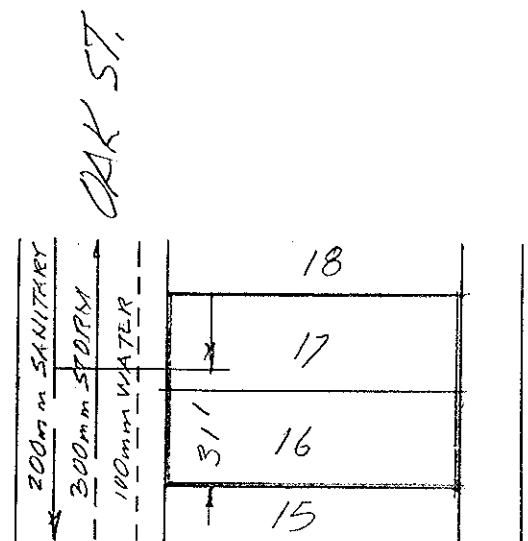 OAK ST.
200mm SANITARY
300mm STORM
100mm WATER
18
17
31'
16
15